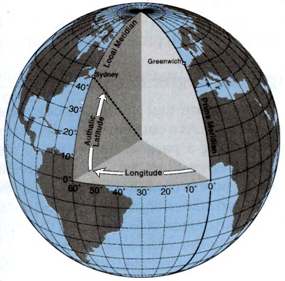 Local Meridian
Greenwich
Sydney
Prime Meridian
Authalic
Latitude
40°
30°
20°
10°
0°
Longitude
60°
50°
40°
30°
20°
10°
0°